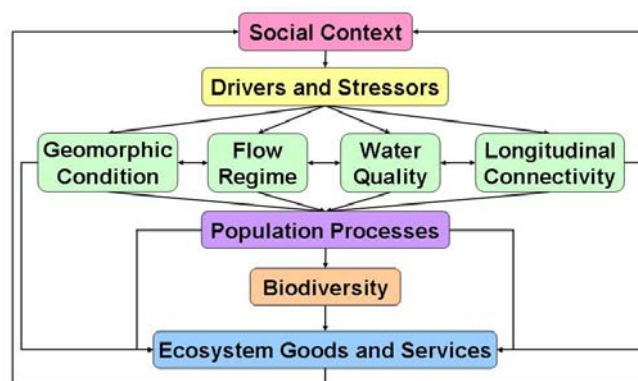 Social Context
Drivers and Stressors
Geomorphic
Condition
Flow
Regime
Water
Quality
Longitudinal
Connectivity
Population Processes
Biodiversity
Ecosystem Goods and Services